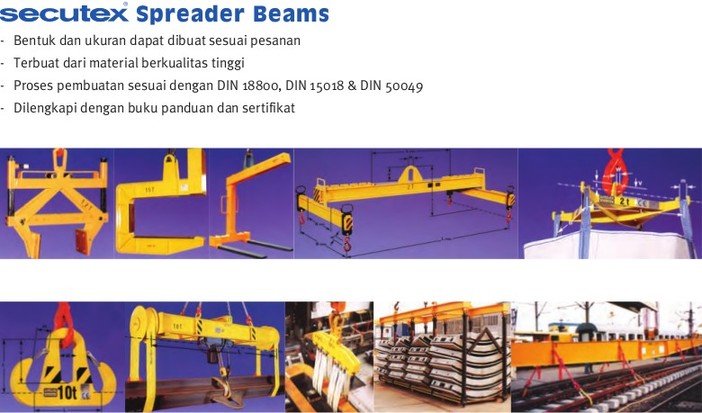 secutex® Spreader Beams
- Bentuk dan ukuran dapat dibuat sesuai pesanan
- Terbuat dari material berkualitas tinggi
- Proses pembuatan sesuai dengan DIN 18800, DIN 15018 & DIN 50049
- Dilengkapi dengan buku panduan dan sertifikat
10t